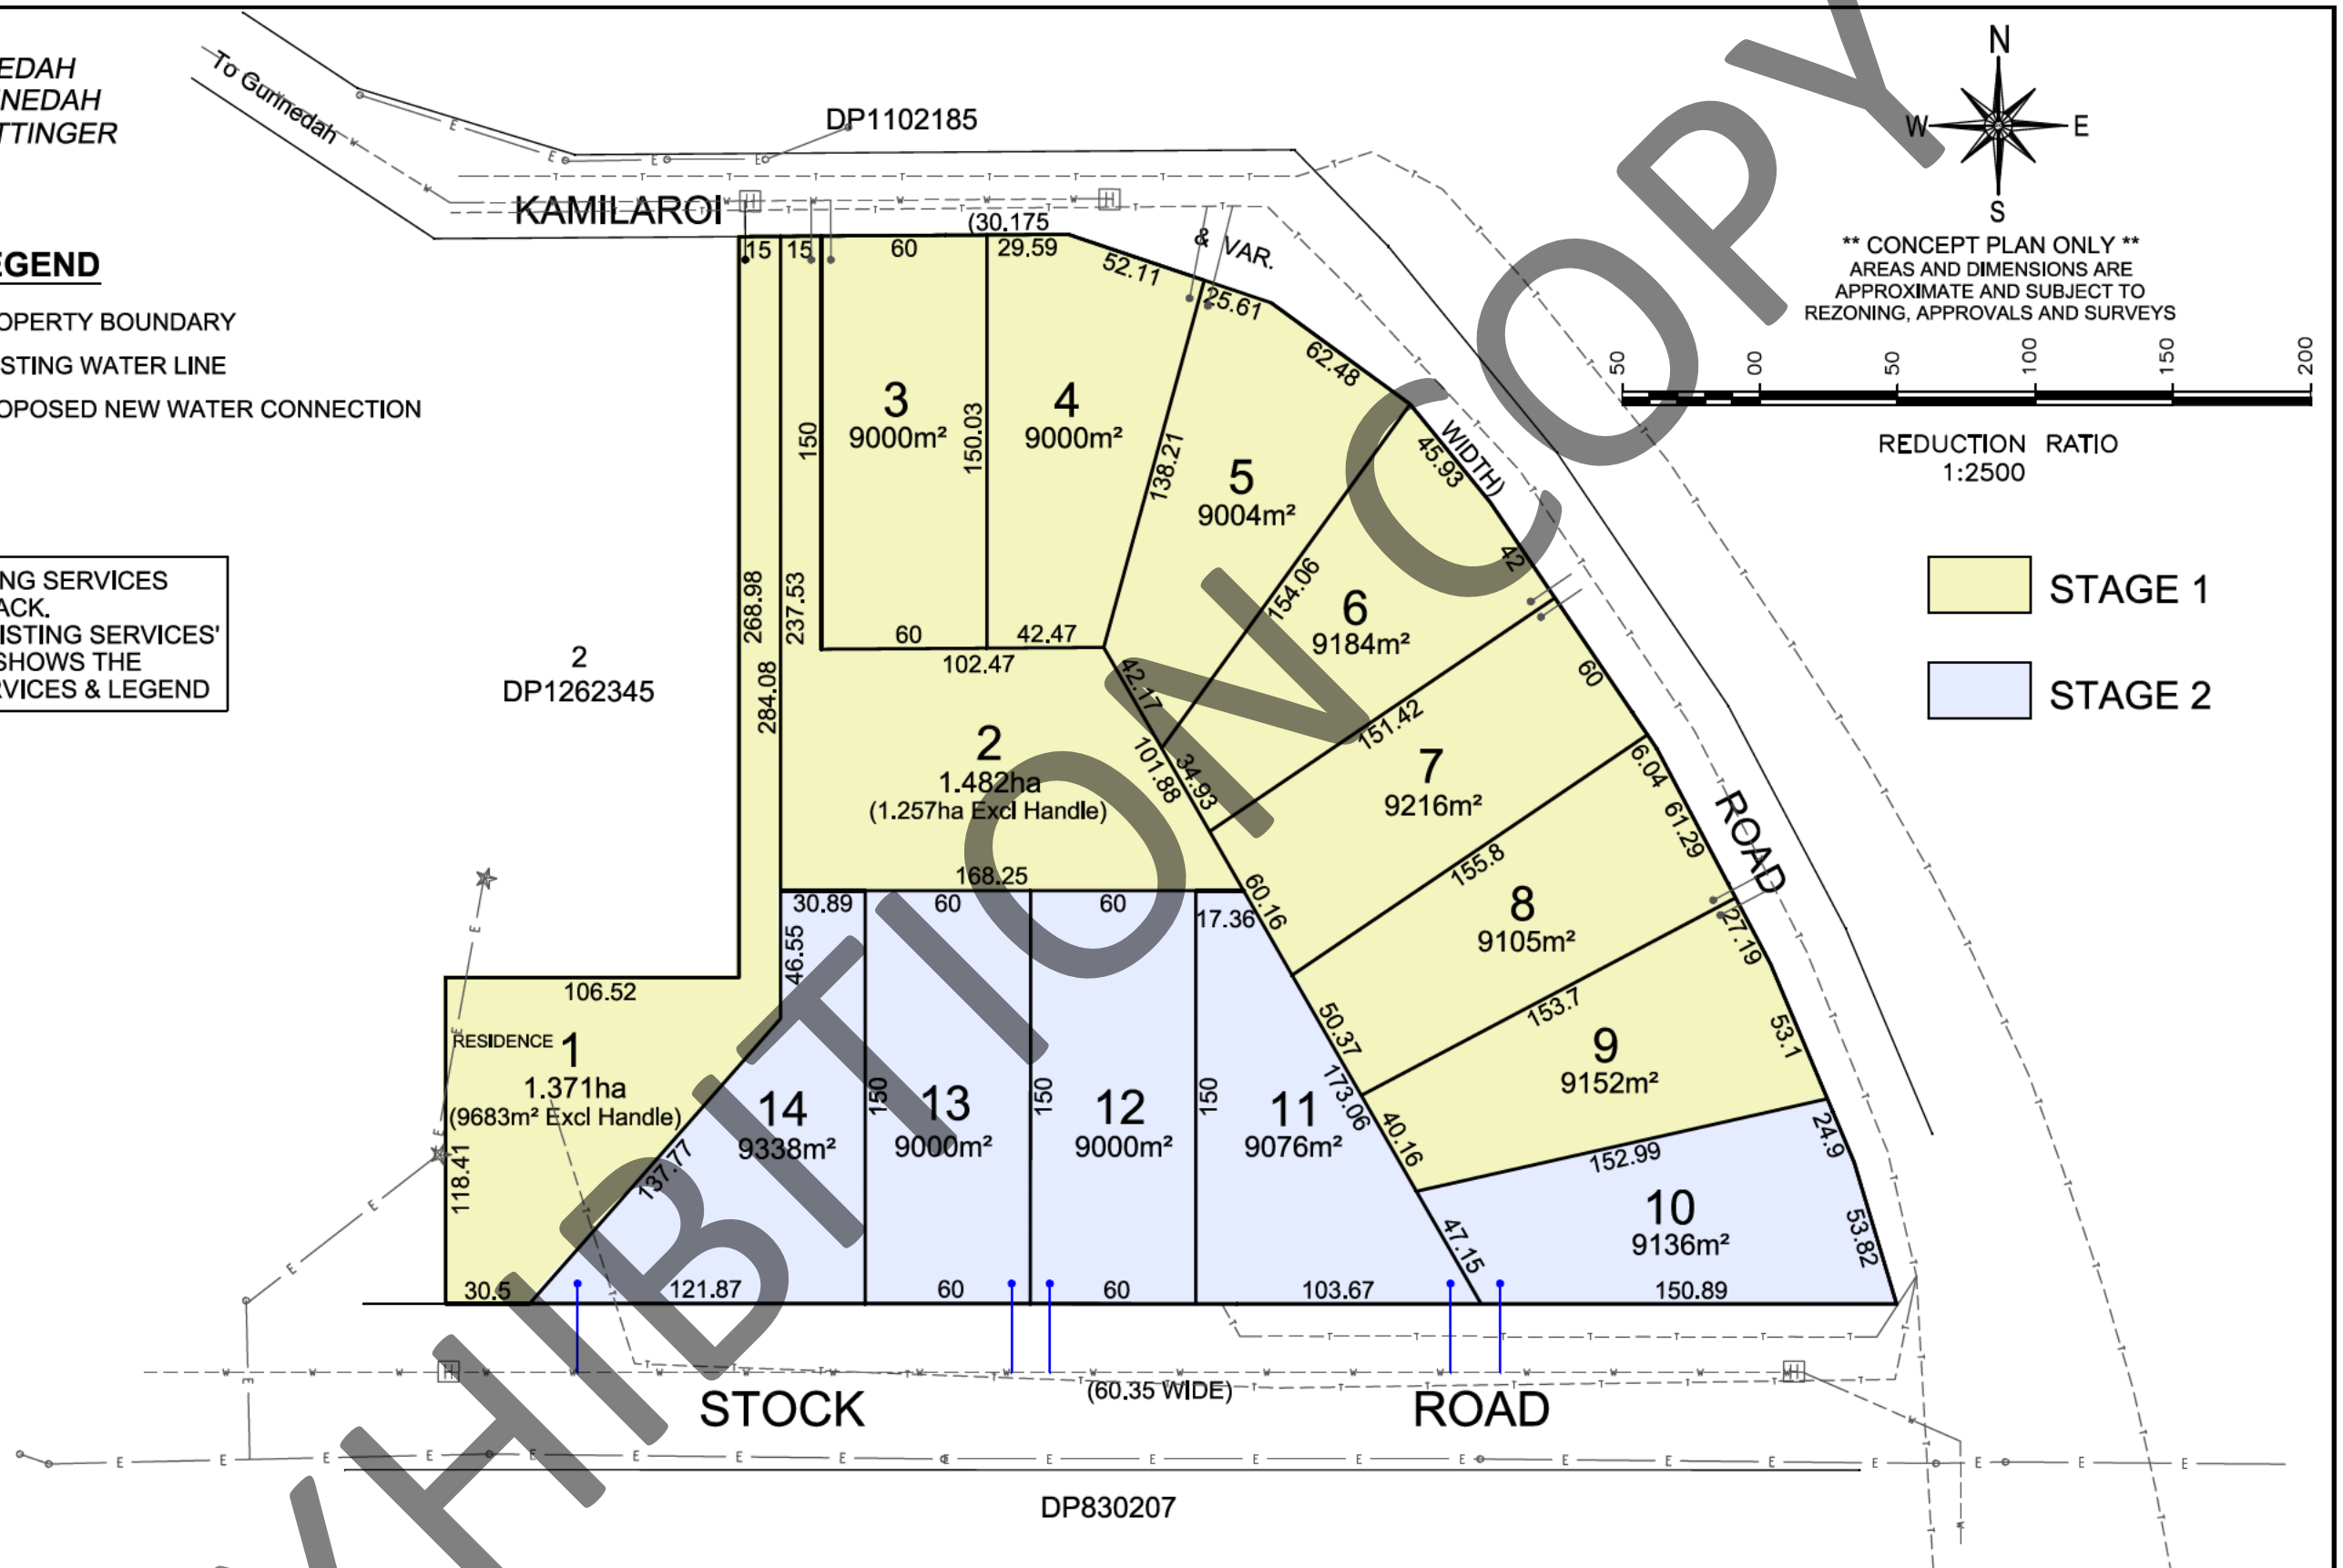 EDAH
NEDAH
TTINGER
EGEND
OPERTY BOUNDARY
ISTING WATER LINE
OPOSED NEW WATER CONNECTION
NG SERVICES
ACK.
ISTING SERVICES'
SHOWS THE
RVICES & LEGEND
To Gunnedah
DP1102185
KAMILAROI
(30.175
& VAR.
WIDTH)
ROAD
N
W
E
S
** CONCEPT PLAN ONLY **
AREAS AND DIMENSIONS ARE
APPROXIMATE AND SUBJECT TO
REZONING, APPROVALS AND SURVEYS
50
00
50
100
150
200
REDUCTION RATIO
1:2500
STAGE 1
STAGE 2
15
15
60
29.59
52.11
25.61
62.48
45.93
42
60
6.04
61.29
27.19
53.1
24.9
53.82
3
9000m²
150
150.03
4
9000m²
138.21
5
9004m²
154.06
6
9184m²
151.42
7
9216m²
155.8
8
9105m²
153.7
9
9152m²
152.99
10
9136m²
150.89
268.98
237.53
284.08
60
42.47
102.47
42.17
101.88
34.93
60.16
50.37
173.06
40.16
47.15
2
DP1262345
2
1.482ha
(1.257ha Excl Handle)
168.25
30.89
60
60
17.36
46.55
106.52
RESIDENCE
1
1.371ha
(9683m² Excl Handle)
118.41
30.5
137.77
14
9338m²
121.87
150
13
9000m²
60
150
12
9000m²
60
150
11
9076m²
103.67
H
H
H
H
STOCK
(60.35 WIDE)
ROAD
DP830207
HIBITION COPY